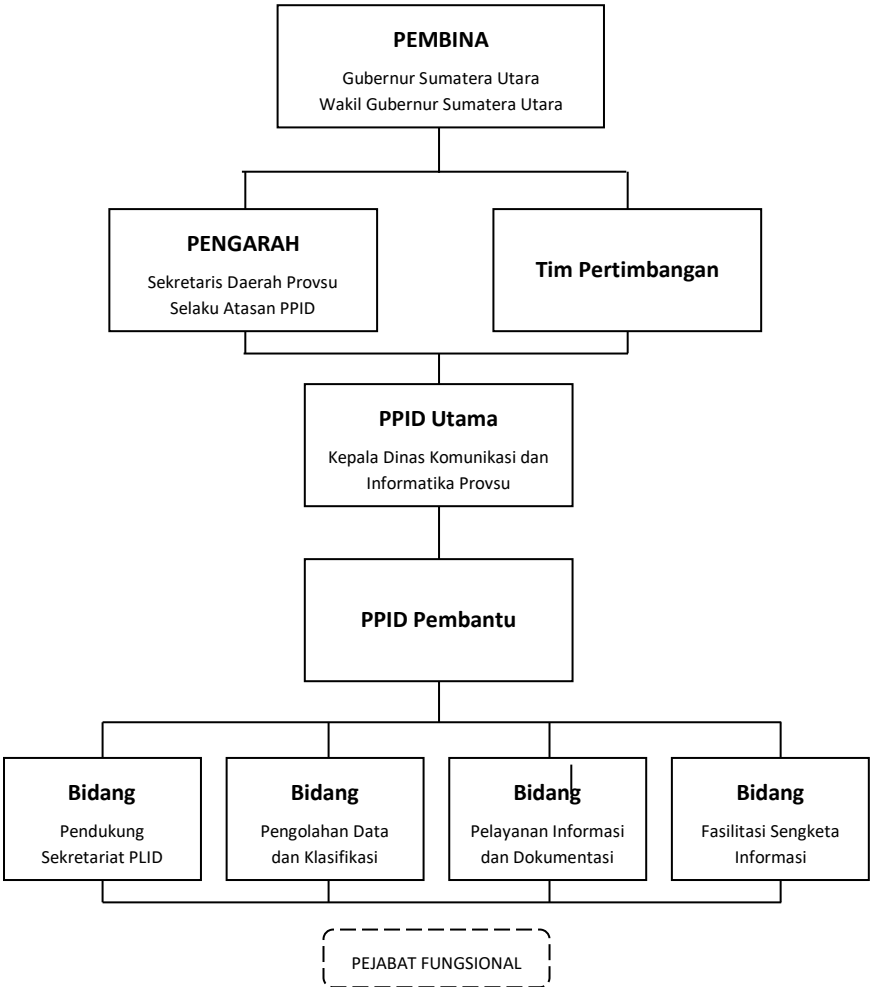 PEMBINA
Gubernur Sumatera Utara
Wakil Gubernur Sumatera Utara
PENGARAH
Sekretaris Daerah Provsu
Selaku Atasan PPID
Tim Pertimbangan
PPID Utama
Kepala Dinas Komunikasi dan
Informatika Provsu
PPID Pembantu
Bidang
Pendukung
Sekretariat PLID
Bidang
Pengolahan Data
dan Klasifikasi
Bidang
Pelayanan Informasi
dan Dokumentasi
Bidang
Fasilitasi Sengketa
Informasi
PEJABAT FUNGSIONAL